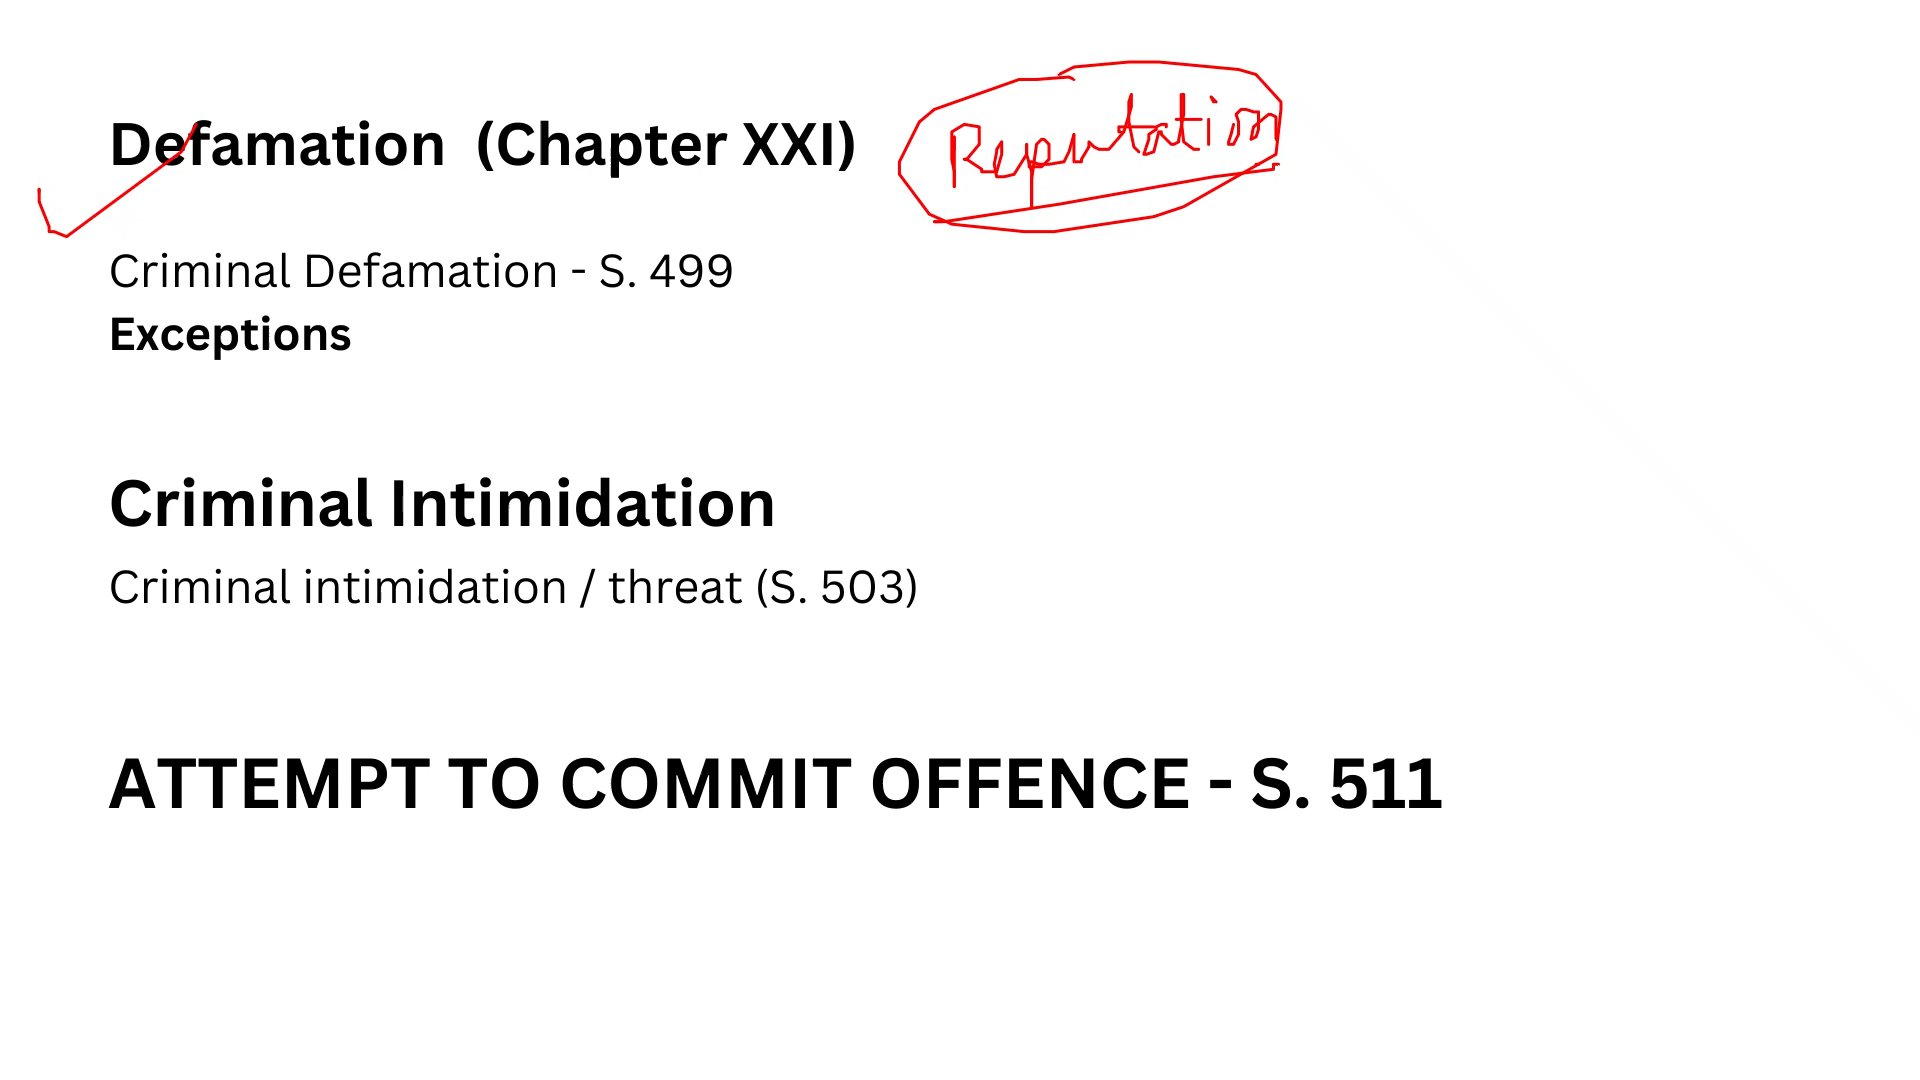 Defamation (Chapter XXI) Reputation
Criminal Defamation - S. 499
Exceptions
Criminal Intimidation
Criminal intimidation / threat (S. 503)
ATTEMPT TO COMMIT OFFENCE - S. 511